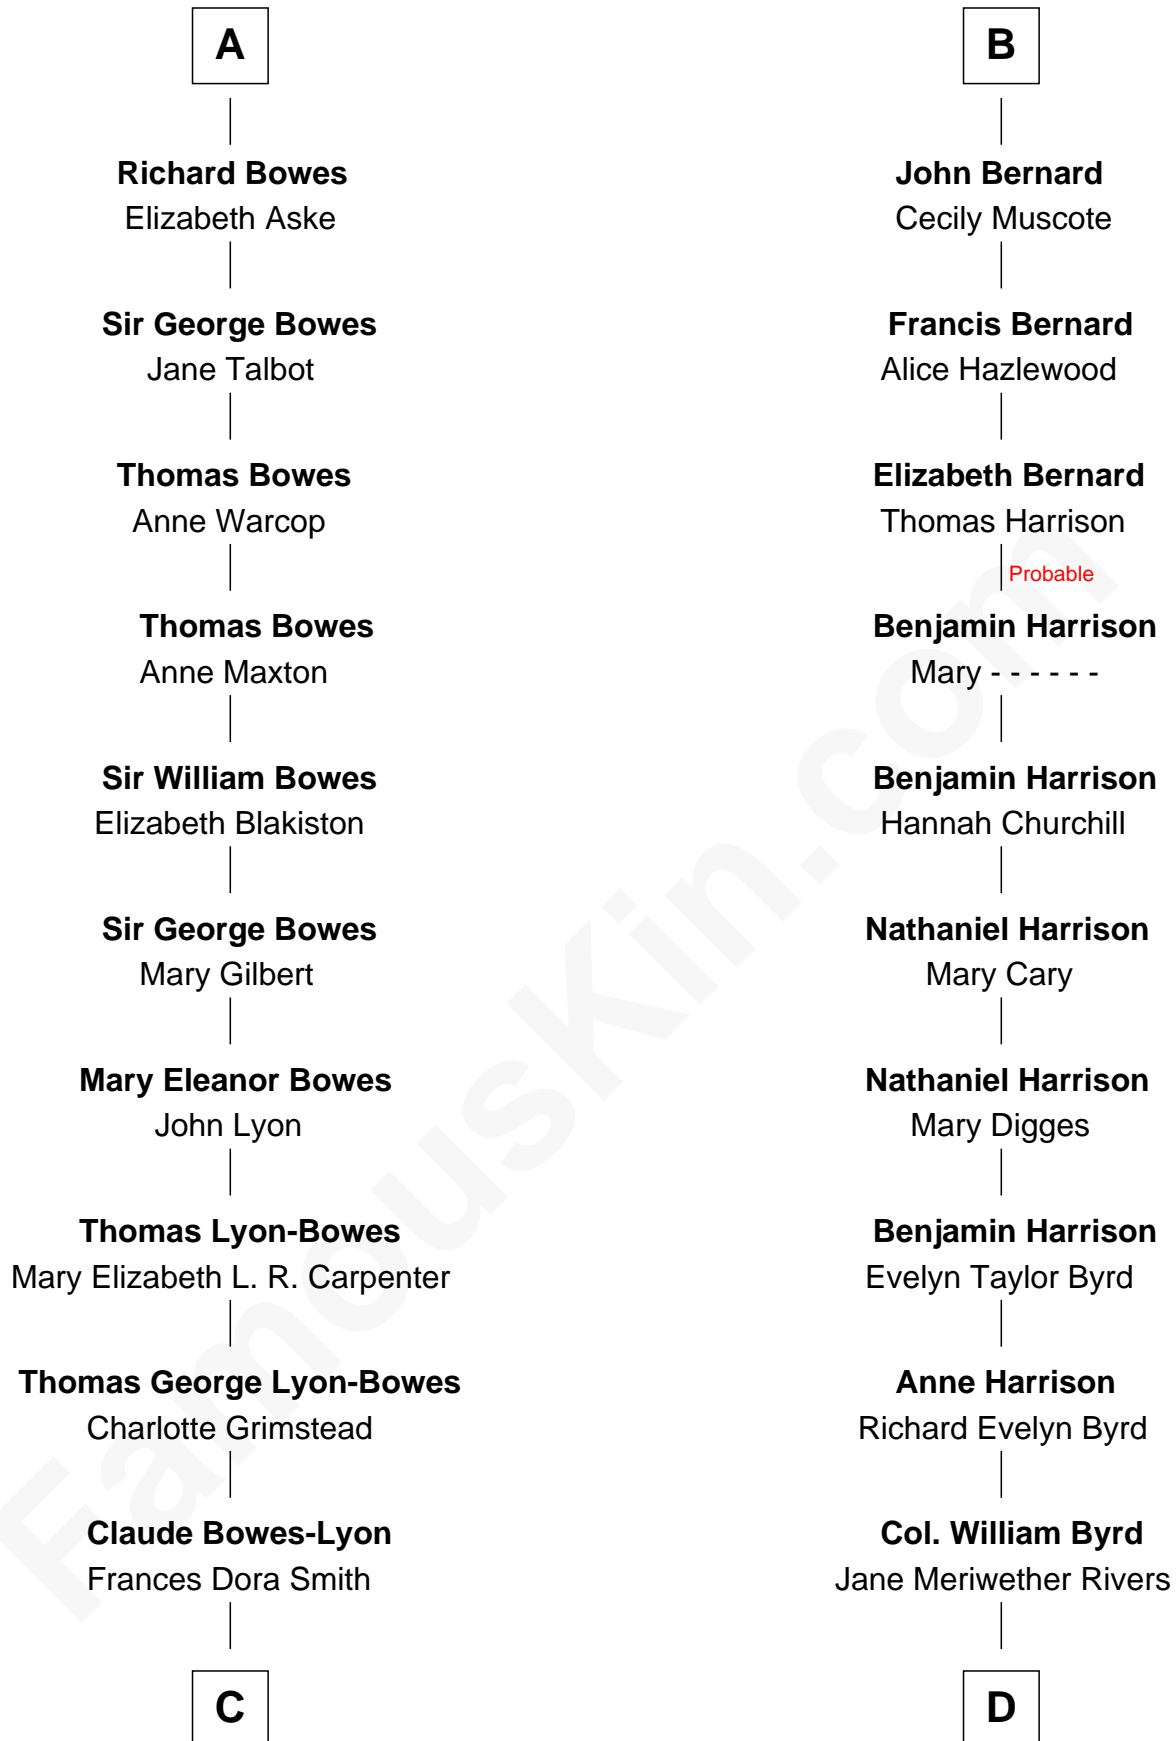 A
Richard Bowes
Elizabeth Aske
Sir George Bowes
Jane Talbot
Thomas Bowes
Anne Warcop
Thomas Bowes
Anne Maxton
Sir William Bowes
Elizabeth Blakiston
Sir George Bowes
Mary Gilbert
Mary Eleanor Bowes
John Lyon
Thomas Lyon-Bowes
Mary Elizabeth L. R. Carpenter
Thomas George Lyon-Bowes
Charlotte Grimstead
Claude Bowes-Lyon
Frances Dora Smith
C
B
John Bernard
Cecily Muscote
Francis Bernard
Alice Hazlewood
Elizabeth Bernard
Thomas Harrison
Probable
Benjamin Harrison
Mary - - - - - -
Benjamin Harrison
Hannah Churchill
Nathaniel Harrison
Mary Cary
Nathaniel Harrison
Mary Digges
Benjamin Harrison
Evelyn Taylor Byrd
Anne Harrison
Richard Evelyn Byrd
Col. William Byrd
Jane Meriwether Rivers
D
FamousKin.com